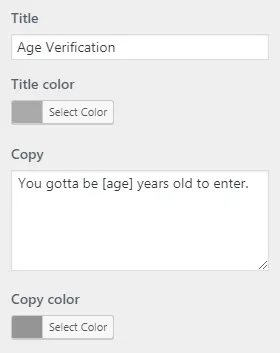 Title
Age Verification
Title color
Select Color
Copy
You gotta be [age] years old to enter.
Copy color
Select Color